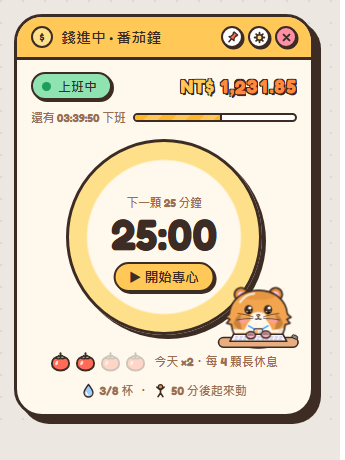 $ 錢進中·番茄鐘
上班中 NT$ 1,231.85
還有 03:39:50 下班
下一顆 25 分鐘
25:00
▶ 開始專心
今天 x2 · 每 4 顆長休息
3/8 杯 · 50 分後起來動